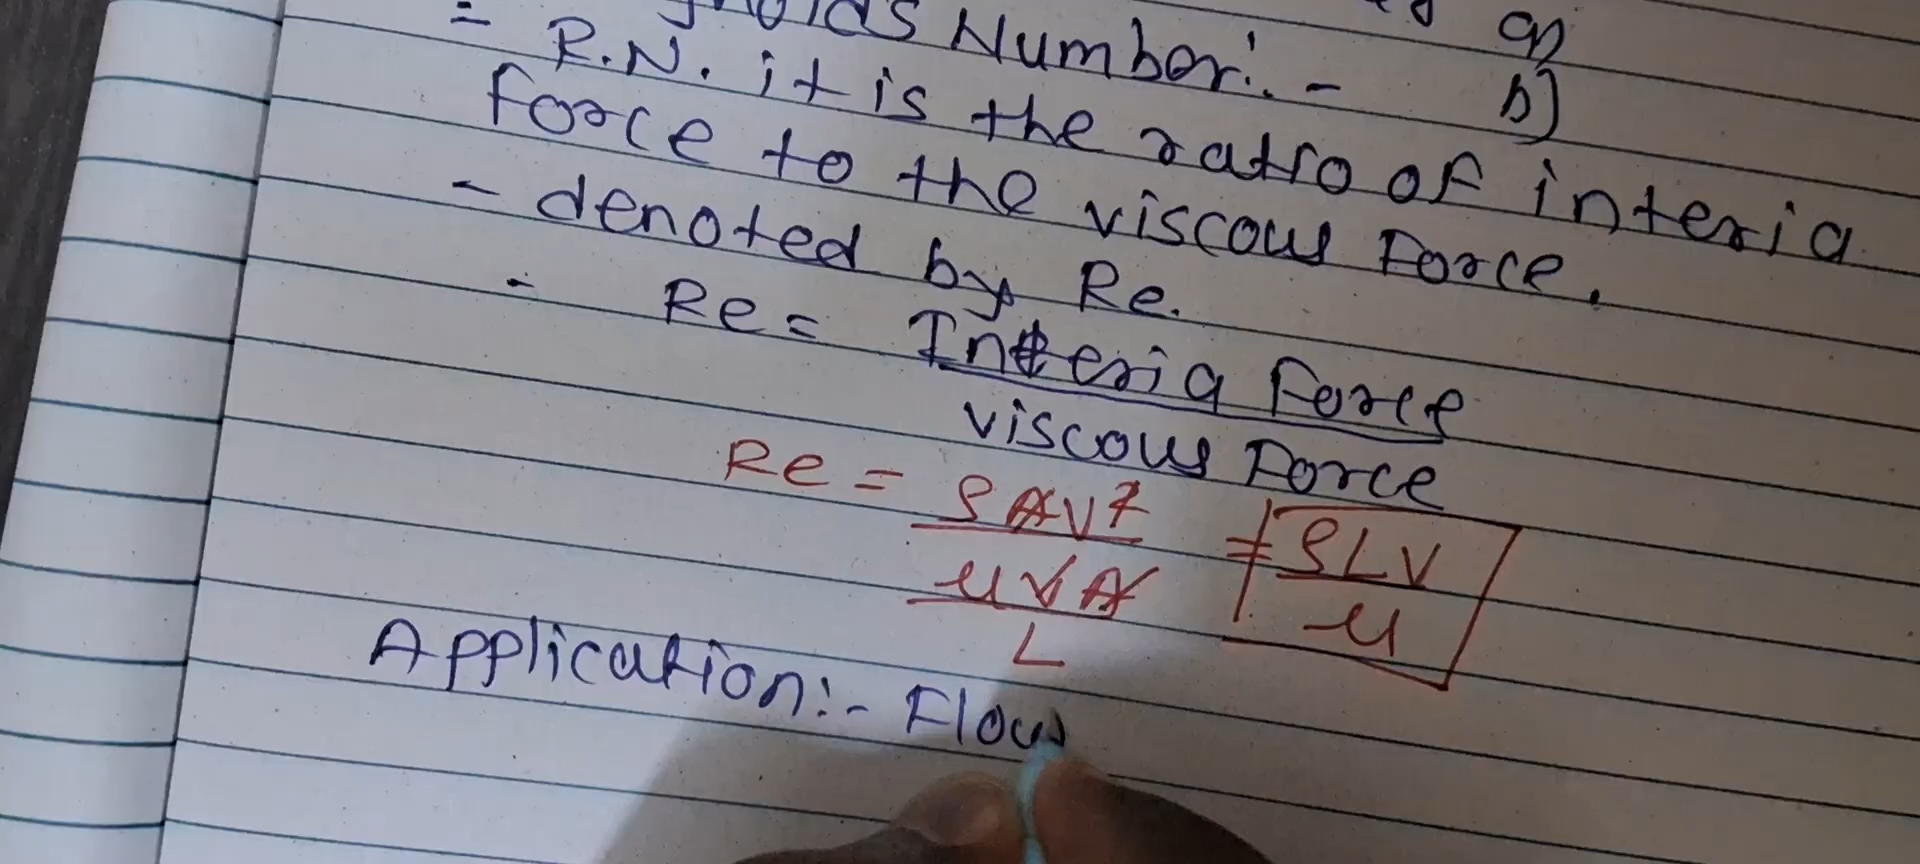 Number:- a)
R.N. it is the ratio of interia b)
force to the viscous Force.
- denoted by Re.
- Re = Interia Force
viscous Force
Re = ρAV² = ρLV
μVA μ
L
Application:- Flow